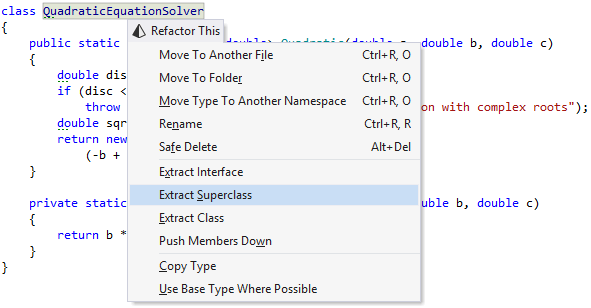 class QuadraticEquationSolver
{
Refactor This
public static double> Quadratic(double a, double b, double c)
{
Move To Another File Ctrl+R, O
double dis
Move To Folder Ctrl+R, O
if (disc <
Move Type To Another Namespace Ctrl+R, O
throw on with complex roots");
Rename Ctrl+R, R
double sqr
Safe Delete Alt+Del
return new
(-b +
Extract Interface
}
Extract Superclass
private static uble b, double c)
Extract Class
{
return b *
Push Members Down
}
Copy Type
}
Use Base Type Where Possible